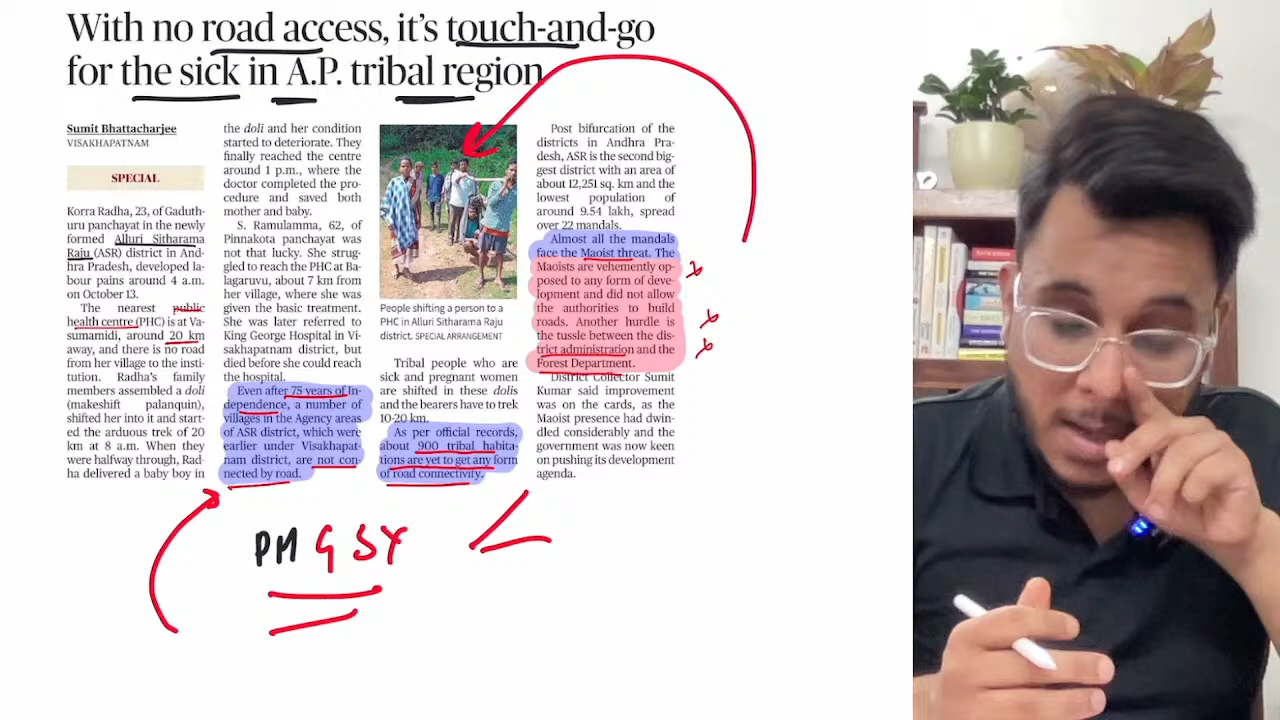 With no road access, it's touch-and-go
for the sick in A.P. tribal region
Sumit Bhattacharjee
VISAKHAPATNAM
SPECIAL
Korra Radha, 23, of Gaduth-
uru panchayat in the newly
formed Alluri Sitharama
Raju (ASR) district in And-
hra Pradesh, developed la-
bour pains around 4 a.m.
on October 13.
The nearest public
health centre (PHC) is at Va-
sumamidi, around 20 km
away, and there is no road
from her village to the insti-
tution. Radha's family
members assembled a doli
(makeshift palanquin),
shifted her into it and start-
ed the arduous trek of 20
km at 8 a.m. When they
were halfway through, Rad-
ha delivered a baby boy in
the doli and her condition
started to deteriorate. They
finally reached the centre
around 1 p.m., where the
doctor completed the pro-
cedure and saved both
mother and baby.
S. Ramulamma, 62, of
Pinnakota panchayat was
not that lucky. She strug-
gled to reach the PHC at Ba-
lagaruvu, about 7 km from
her village, where she was
given the basic treatment.
She was later referred to
King George Hospital in Vi-
sakhapatnam district, but
died before she could reach
the hospital.
Even after 75 years of In-
dependence, a number of
villages in the Agency areas
of ASR district, which were
earlier under Visakhapat-
nam district, are not con-
nected by road.
People shifting a person to a
PHC in Alluri Sitharama Raju
district. SPECIAL ARRANGEMENT
Tribal people who are
sick and pregnant women
are shifted in these dolis
and the bearers have to trek
10-20 km.
As per official records,
about 900 tribal habita-
tions are yet to get any form
of road connectivity.
Post bifurcation of the
districts in Andhra Pra-
desh, ASR is the second big-
gest district with an area of
about 12,251 sq. km and the
lowest population of
around 9.54 lakh, spread
over 22 mandals.
Almost all the mandals
face the Maoist threat. The
Maoists are vehemently op-
posed to any form of deve-
lopment and did not allow
the authorities to build
roads. Another hurdle is
the tussle between the dis-
trict administration and the
Forest Department.
District Collector Sumit
Kumar said improvement
was on the cards, as the
Maoist presence had dwin-
dled considerably and the
government was now keen
on pushing its development
agenda.
PMGSY